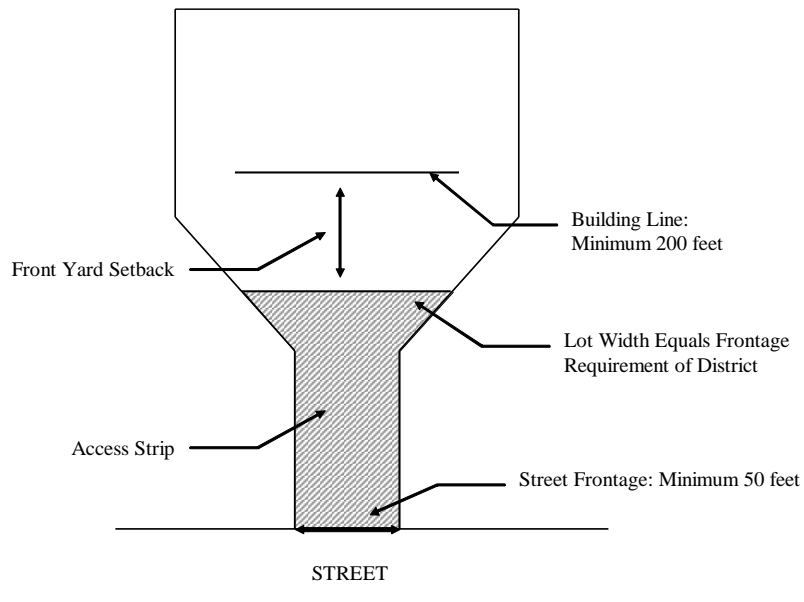 Building Line:
Minimum 200 feet
Front Yard Setback
Lot Width Equals Frontage
Requirement of District
Access Strip
Street Frontage: Minimum 50 feet
STREET